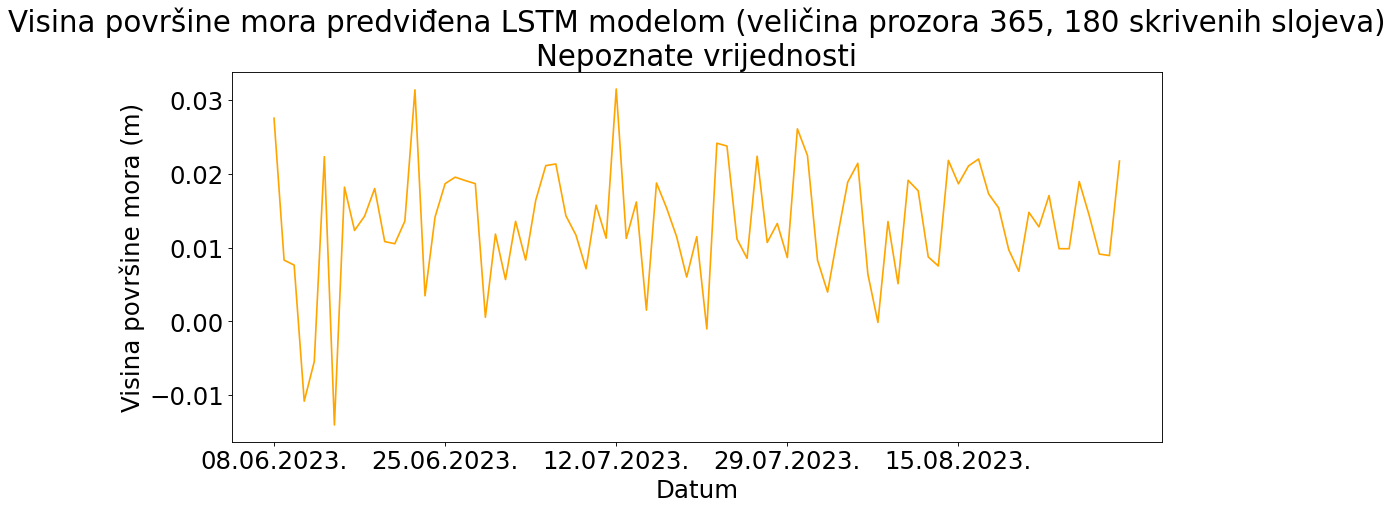 Visina površine mora predviđena LSTM modelom (veličina prozora 365, 180 skrivenih slojeva)
Nepoznate vrijednosti
Visina površine mora (m)
0.03
0.02
0.01
0.00
−0.01
08.06.2023. 25.06.2023. 12.07.2023. 29.07.2023. 15.08.2023.
Datum